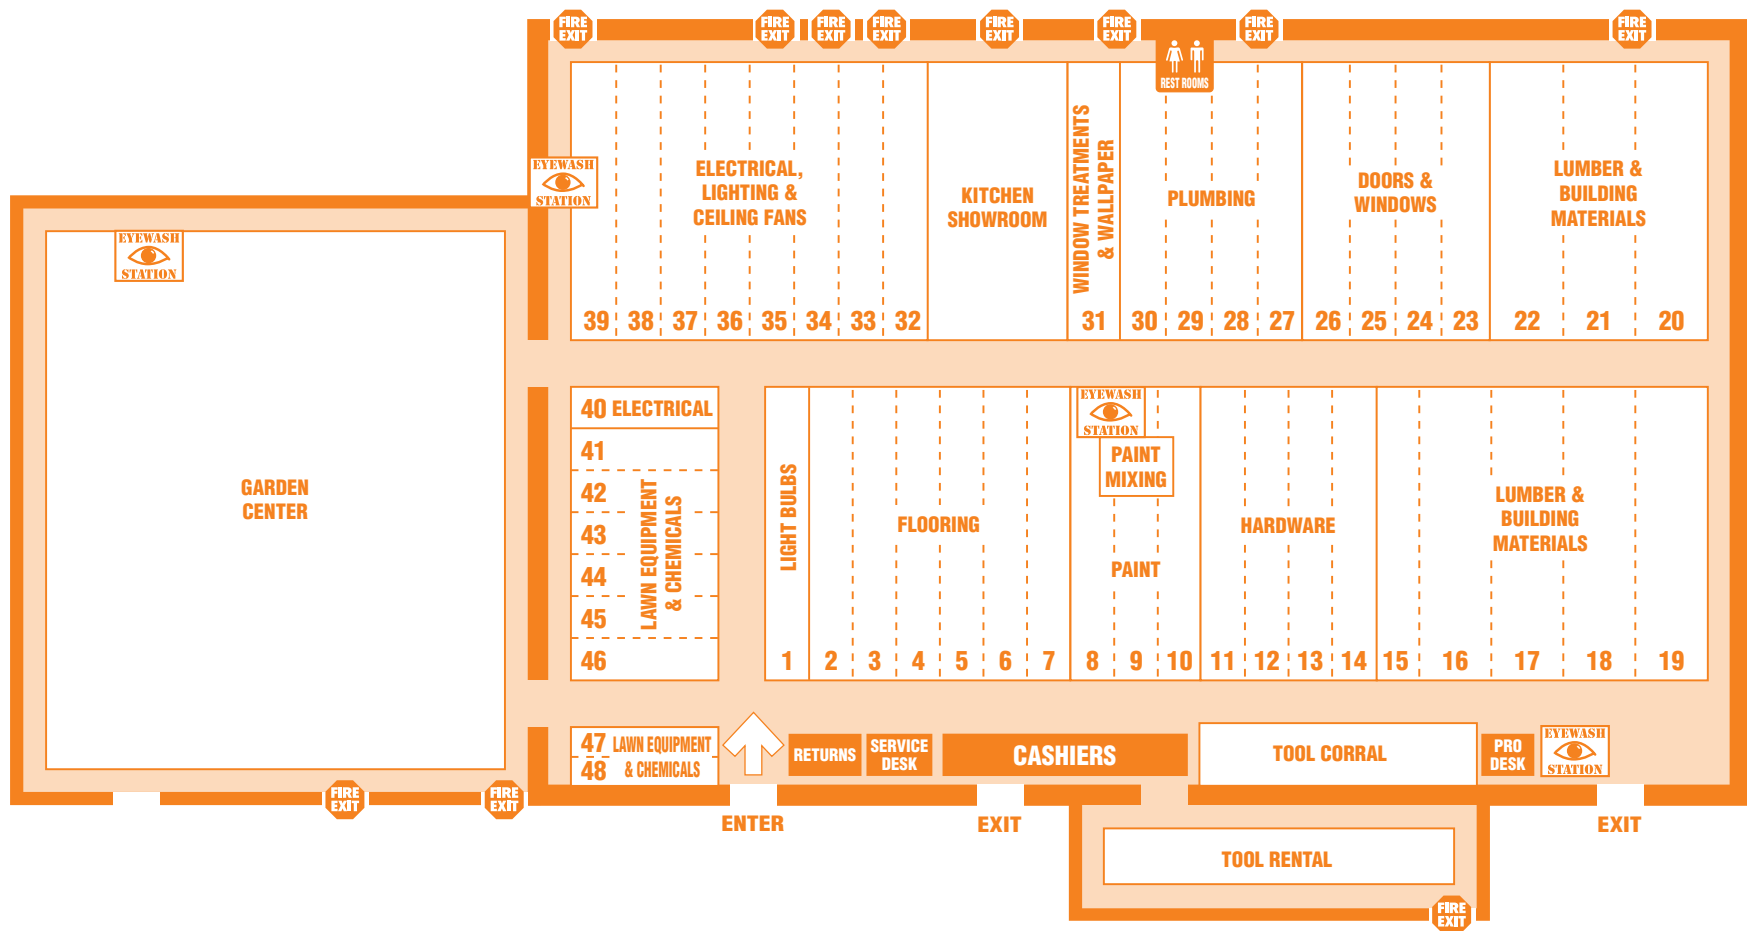 FIRE
EXIT
FIRE
EXIT
FIRE
EXIT
FIRE
EXIT
FIRE
EXIT
FIRE
EXIT
FIRE
EXIT
FIRE
EXIT
REST ROOMS
EYEWASH
STATION
ELECTRICAL,
LIGHTING &
CEILING FANS
KITCHEN
SHOWROOM
WINDOW TREATMENTS
& WALLPAPER
PLUMBING
DOORS &
WINDOWS
LUMBER &
BUILDING
MATERIALS
39 38 37 36 35 34 33 32 31 30 29 28 27 26 25 24 23 22 21 20
EYEWASH
STATION
GARDEN
CENTER
40 ELECTRICAL
41
42
43
44
45
46
LAWN EQUIPMENT
& CHEMICALS
LIGHT BULBS
FLOORING
EYEWASH
STATION
PAINT
MIXING
PAINT
HARDWARE
LUMBER &
BUILDING
MATERIALS
1 2 3 4 5 6 7 8 9 10 11 12 13 14 15 16 17 18 19
47 LAWN EQUIPMENT
48 & CHEMICALS
RETURNS
SERVICE
DESK
CASHIERS
TOOL CORRAL
PRO
DESK
EYEWASH
STATION
FIRE
EXIT
FIRE
EXIT
ENTER
EXIT
EXIT
TOOL RENTAL
FIRE
EXIT